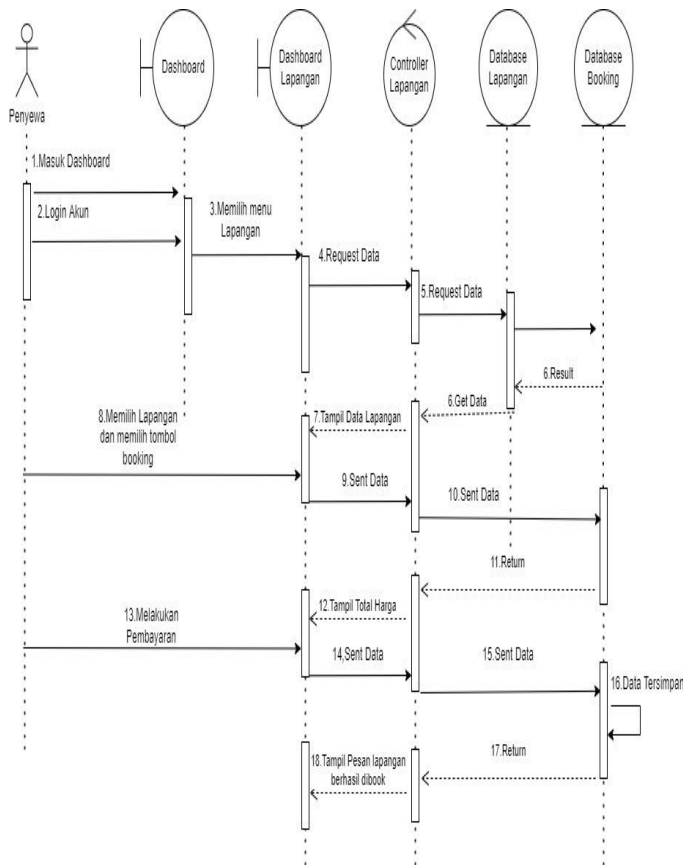 Penyewa
Dashboard
Dashboard
Lapangan
Controller
Lapangan
Database
Lapangan
Database
Booking
1.Masuk Dashboard
2.Login Akun
3.Memilih menu
Lapangan
4.Request Data
5.Request Data
6.Result
6.Get Data
7.Tampil Data Lapangan
8.Memilih Lapangan
dan memilih tombol
booking
9.Sent Data
10.Sent Data
11.Return
12.Tampil Total Harga
13.Melakukan
Pembayaran
14,Sent Data
15.Sent Data
16.Data Tersimpan
17.Return
18.Tampil Pesan lapangan
berhasil dibook